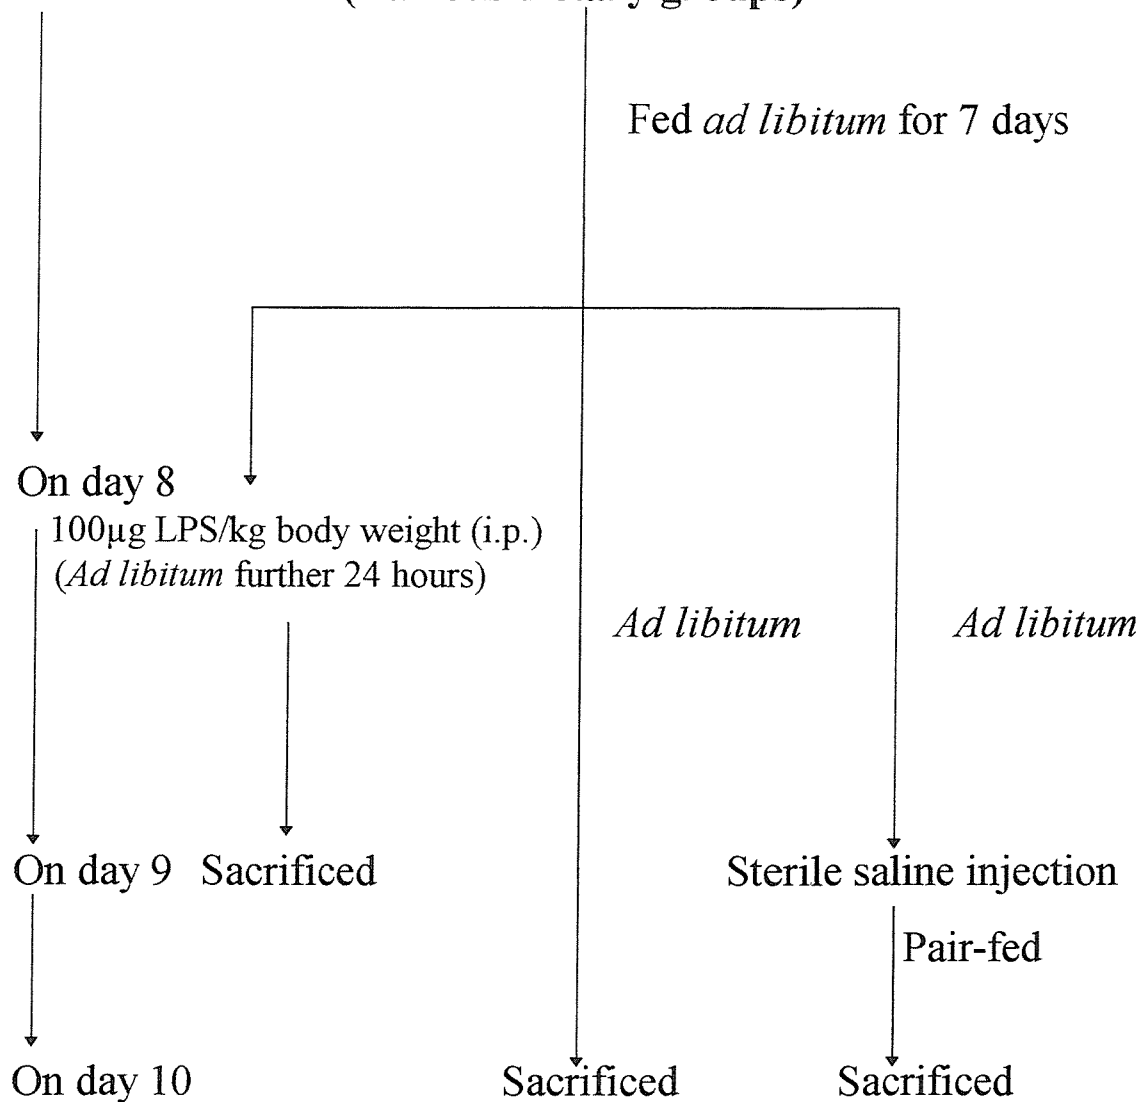 Fed ad libitum for 7 days
On day 8
100µg LPS/kg body weight (i.p.)
(Ad libitum further 24 hours)
Ad libitum Ad libitum
On day 9 Sacrificed Sterile saline injection
Pair-fed
On day 10 Sacrificed Sacrificed